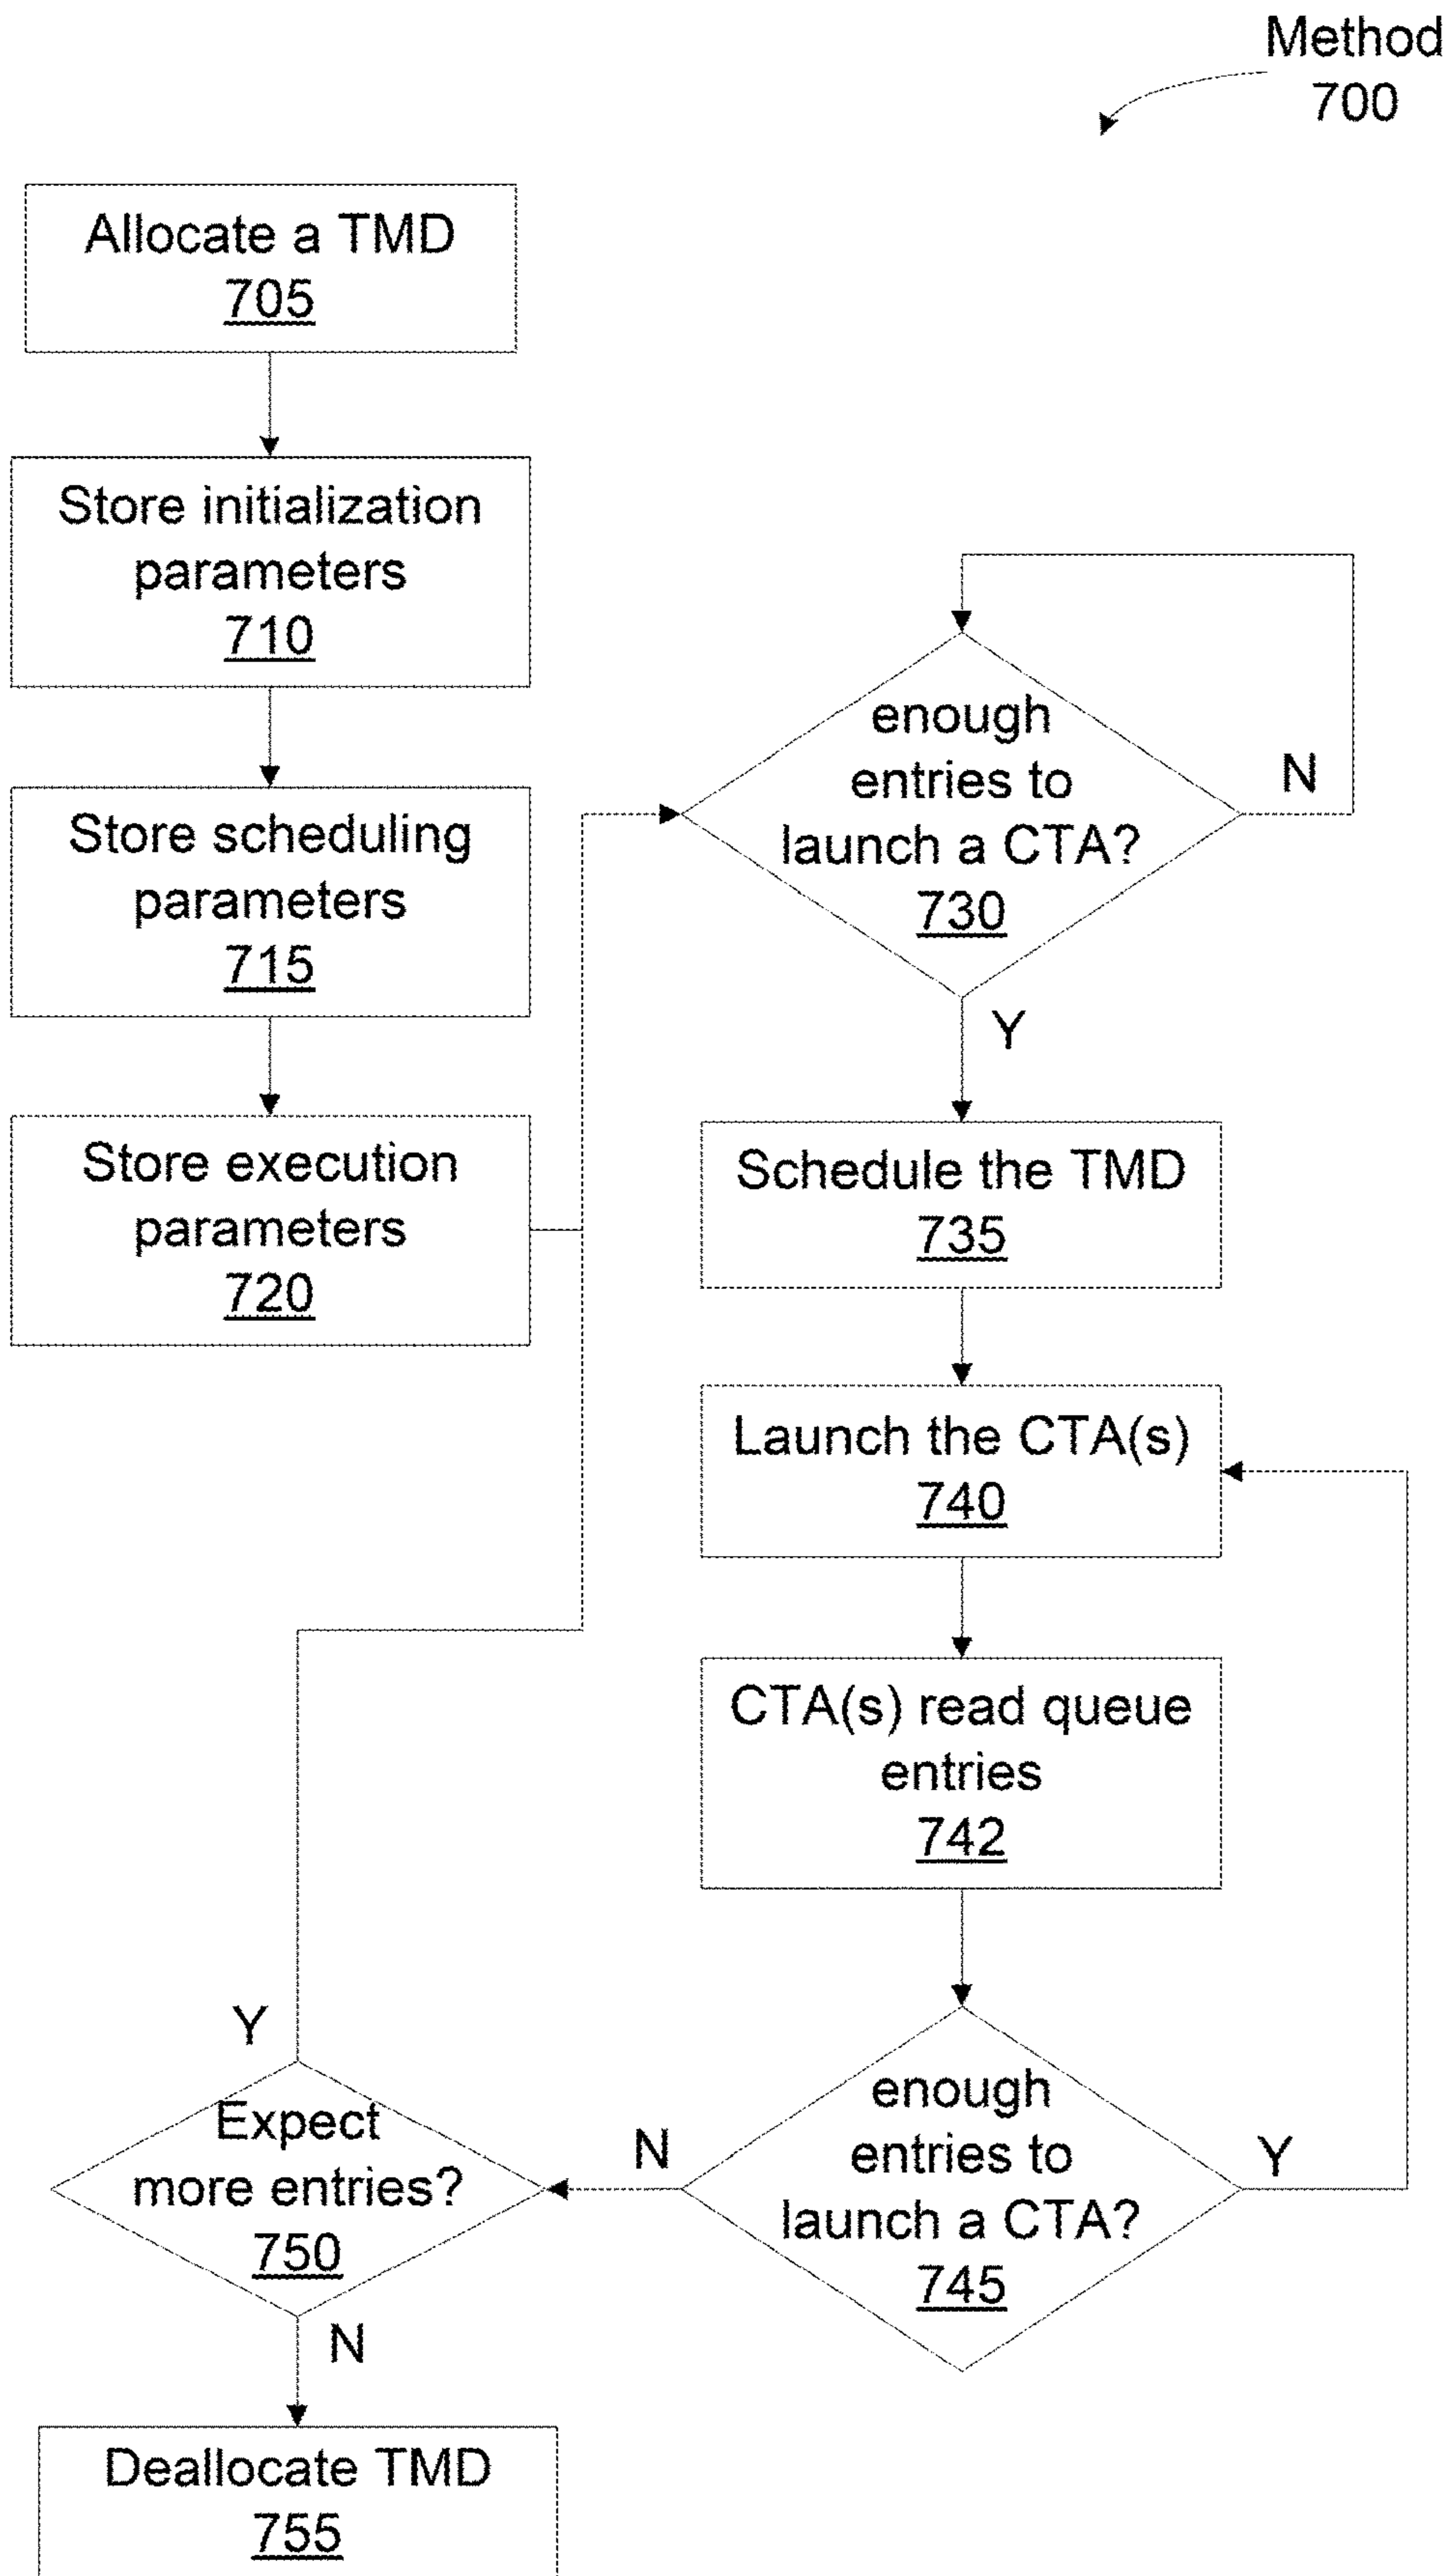 Method
700
Allocate a TMD
705
Store initialization
parameters
710
Store scheduling
parameters
715
Store execution
parameters
720
enough
entries to
launch a CTA?
730
N
Y
Schedule the TMD
735
Launch the CTA(s)
740
CTA(s) read queue
entries
742
enough
entries to
launch a CTA?
745
Y
N
Expect
more entries?
750
Y
N
Deallocate TMD
755